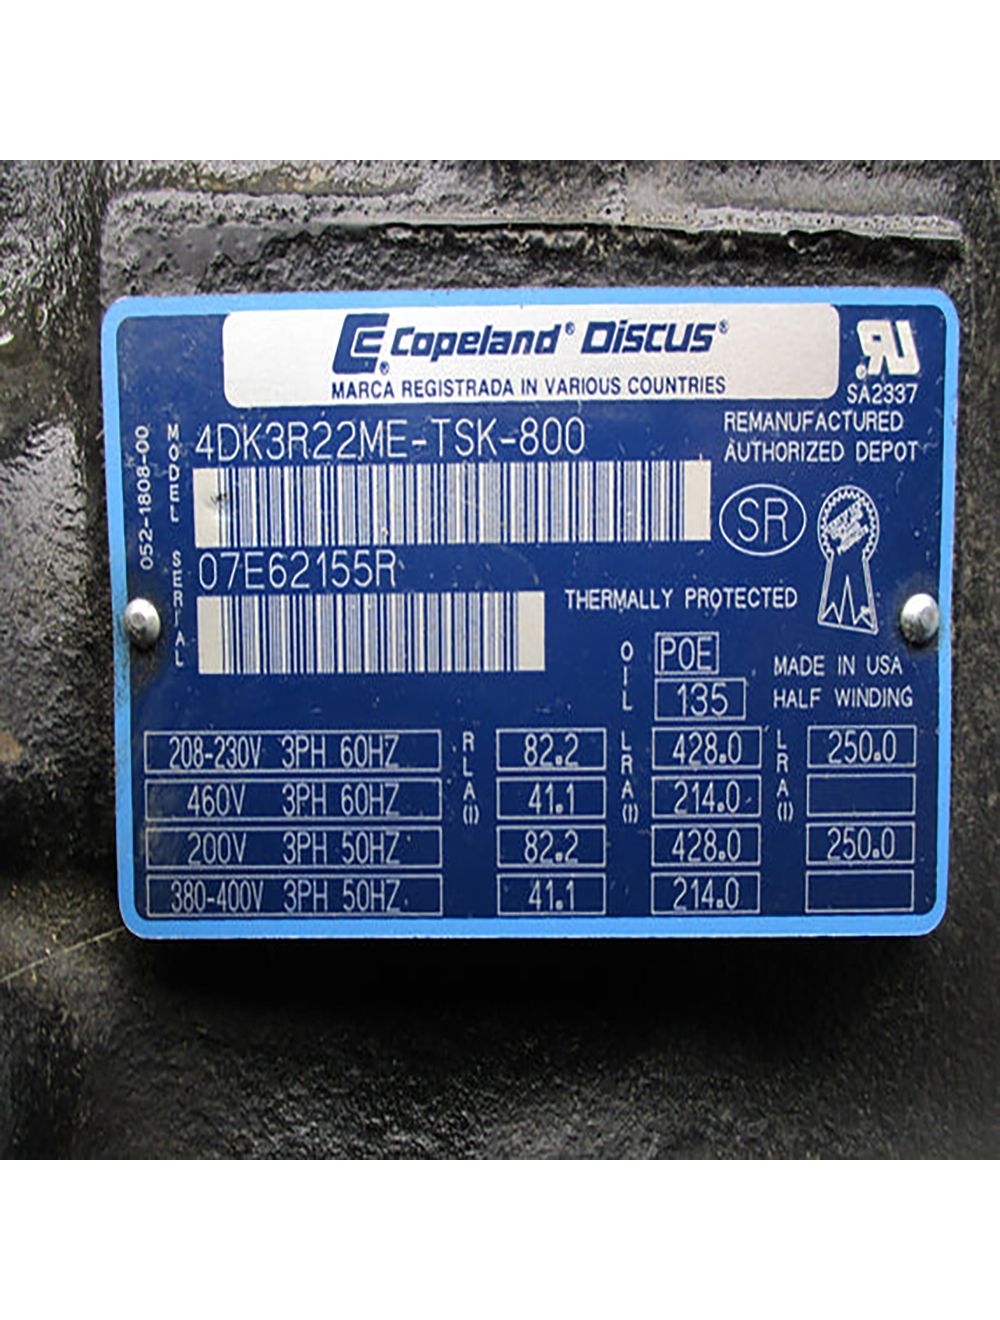 Copeland® Discus®
MARCA REGISTRADA IN VARIOUS COUNTRIES
SA2337
REMANUFACTURED
AUTHORIZED DEPOT
052-1808-00
MODEL
4DK3R22ME-TSK-800
SERIAL
07E62155R
SR
THERMALLY PROTECTED
OIL
POE
135
MADE IN USA
HALF WINDING
RLA(I)
LRA(I)
LRA(I)
208-230V 3PH 60HZ 82.2 428.0 250.0
460V 3PH 60HZ 41.1 214.0
200V 3PH 50HZ 82.2 428.0 250.0
380-400V 3PH 50HZ 41.1 214.0